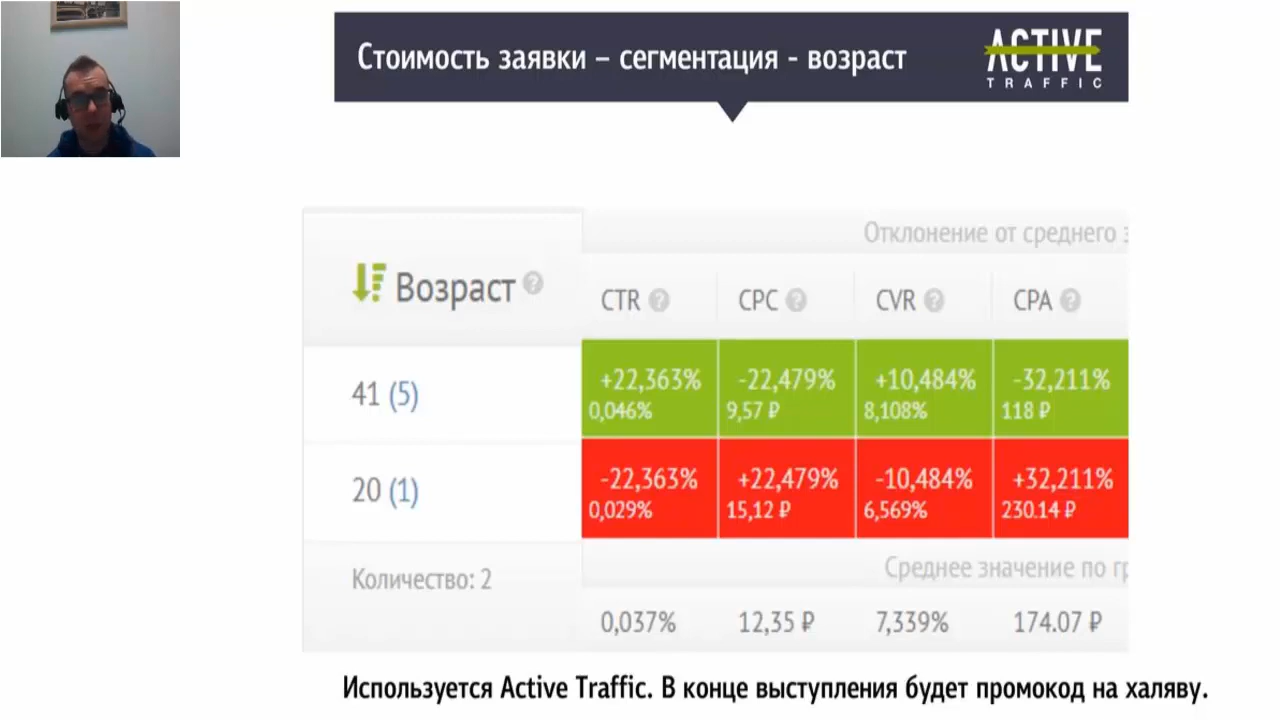 Стоимость заявки – сегментация - возраст
ACTIVE
TRAFFIC
Отклонение от среднего
Возраст ?
CTR ? CPC ? CVR ? CPA ?
41 (5) +22,363% -22,479% +10,484% -32,211%
0,046% 9,57 ₽ 8,108% 118 ₽
20 (1) -22,363% +22,479% -10,484% +32,211%
0,029% 15,12 ₽ 6,569% 230.14 ₽
Количество: 2
Среднее значение по
0,037% 12,35 ₽ 7,339% 174.07 ₽
Используется Active Traffic. В конце выступления будет промокод на халяву.